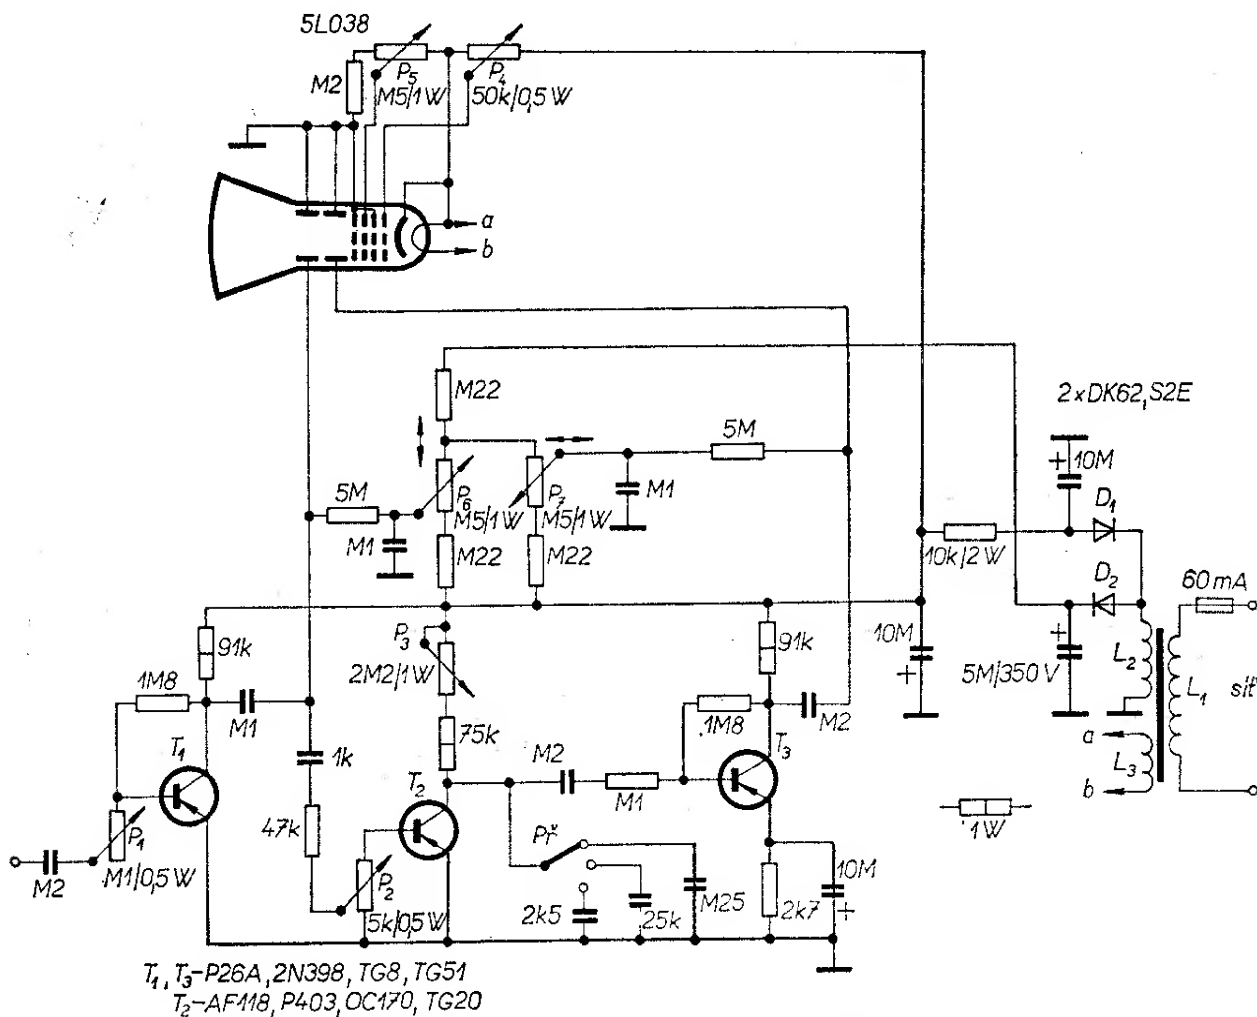 5L038
P5
M5/1W
P4
50k/0,5W
M2
a
b
M22
2xDK62, S2E
5M
10M
+
D1
5M
P6
M5/1W
P7
M5/1W
M1
M1
M22
M22
10k/2W
D2
60mA
P3
2M2/1W
91k
91k
10M
+
5M/350V
+
L2
L1
síť
1M8
M1
75k
1M8
M2
a
L3
b
T1
1k
T2
M2
M1
T3
1W
P1
M1/0,5W
M2
47k
P2
5k/0,5W
Př
2k5
25k
M25
2k7
10M
+
T1, T3-P26A, 2N398, TG8, TG51
T2-AF118, P403, OC170, TG20